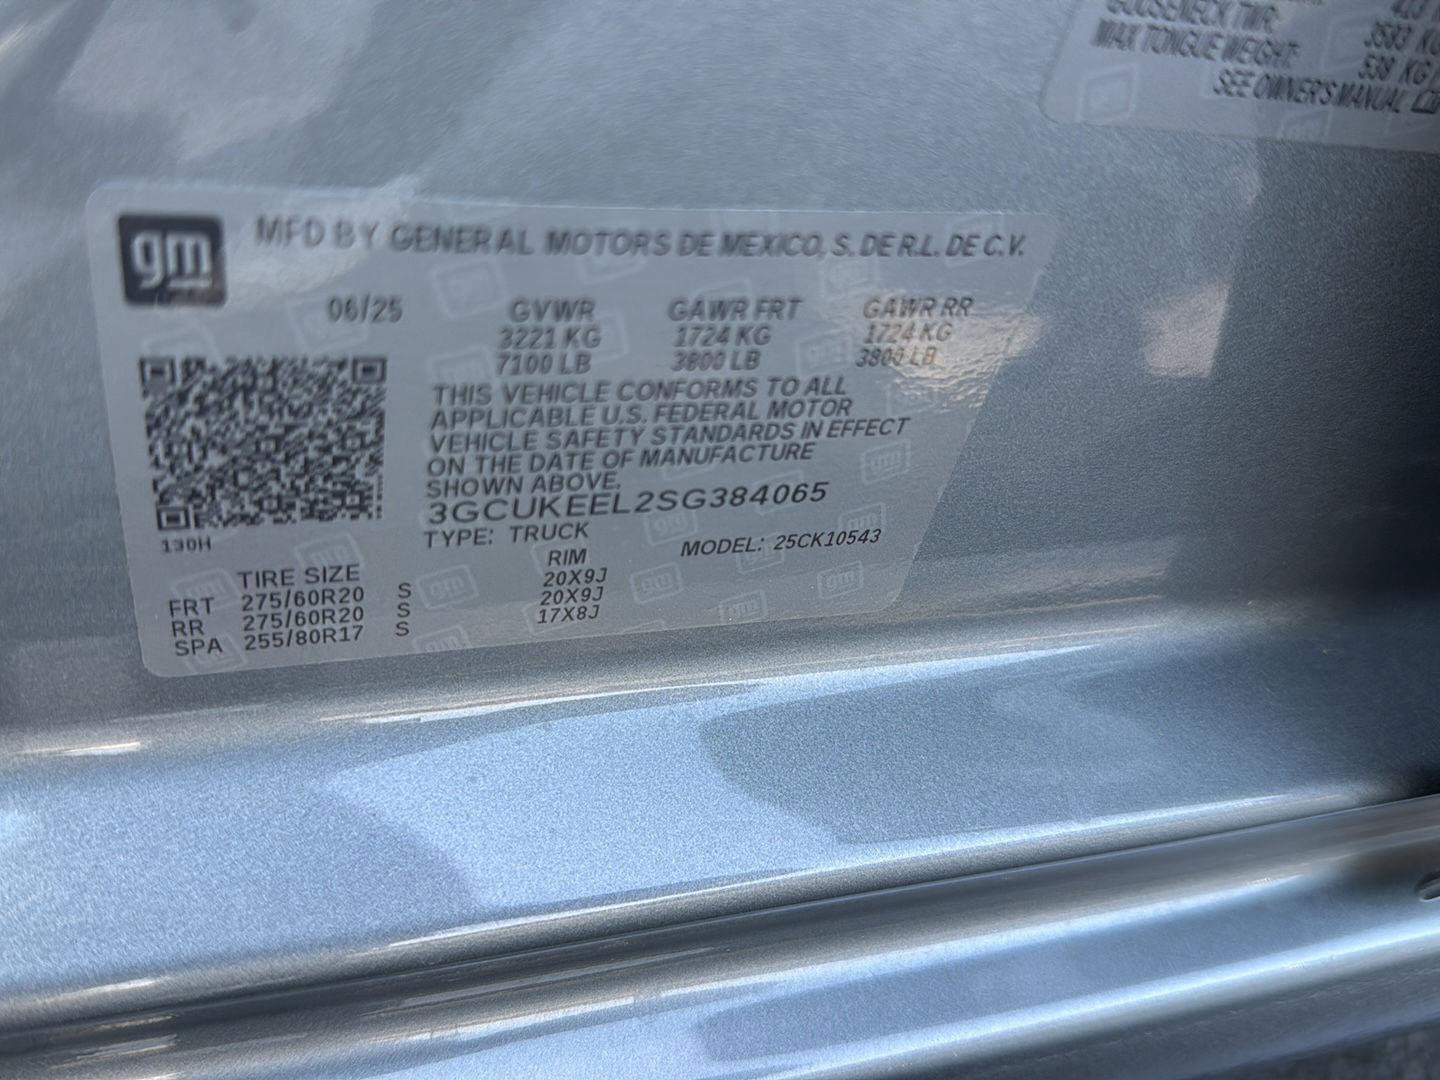 GOOSENECK TWR:
3533 KG
MAX TONGUE WEIGHT:
538 KG
SEE OWNER'S MANUAL
gm
MFD BY GENERAL MOTORS DE MEXICO, S. DE R.L. DE C.V.
06/25 GVWR GAWR FRT GAWR RR
3221 KG 1724 KG 1724 KG
7100 LB 3800 LB 3800 LB
THIS VEHICLE CONFORMS TO ALL
APPLICABLE U.S. FEDERAL MOTOR
VEHICLE SAFETY STANDARDS IN EFFECT
ON THE DATE OF MANUFACTURE
SHOWN ABOVE.
3GCUKEEL2SG384065
TYPE: TRUCK MODEL: 25CK10543
130H
TIRE SIZE RIM
FRT 275/60R20 S 20X9J
RR 275/60R20 S 20X9J
SPA 255/80R17 S 17X8J